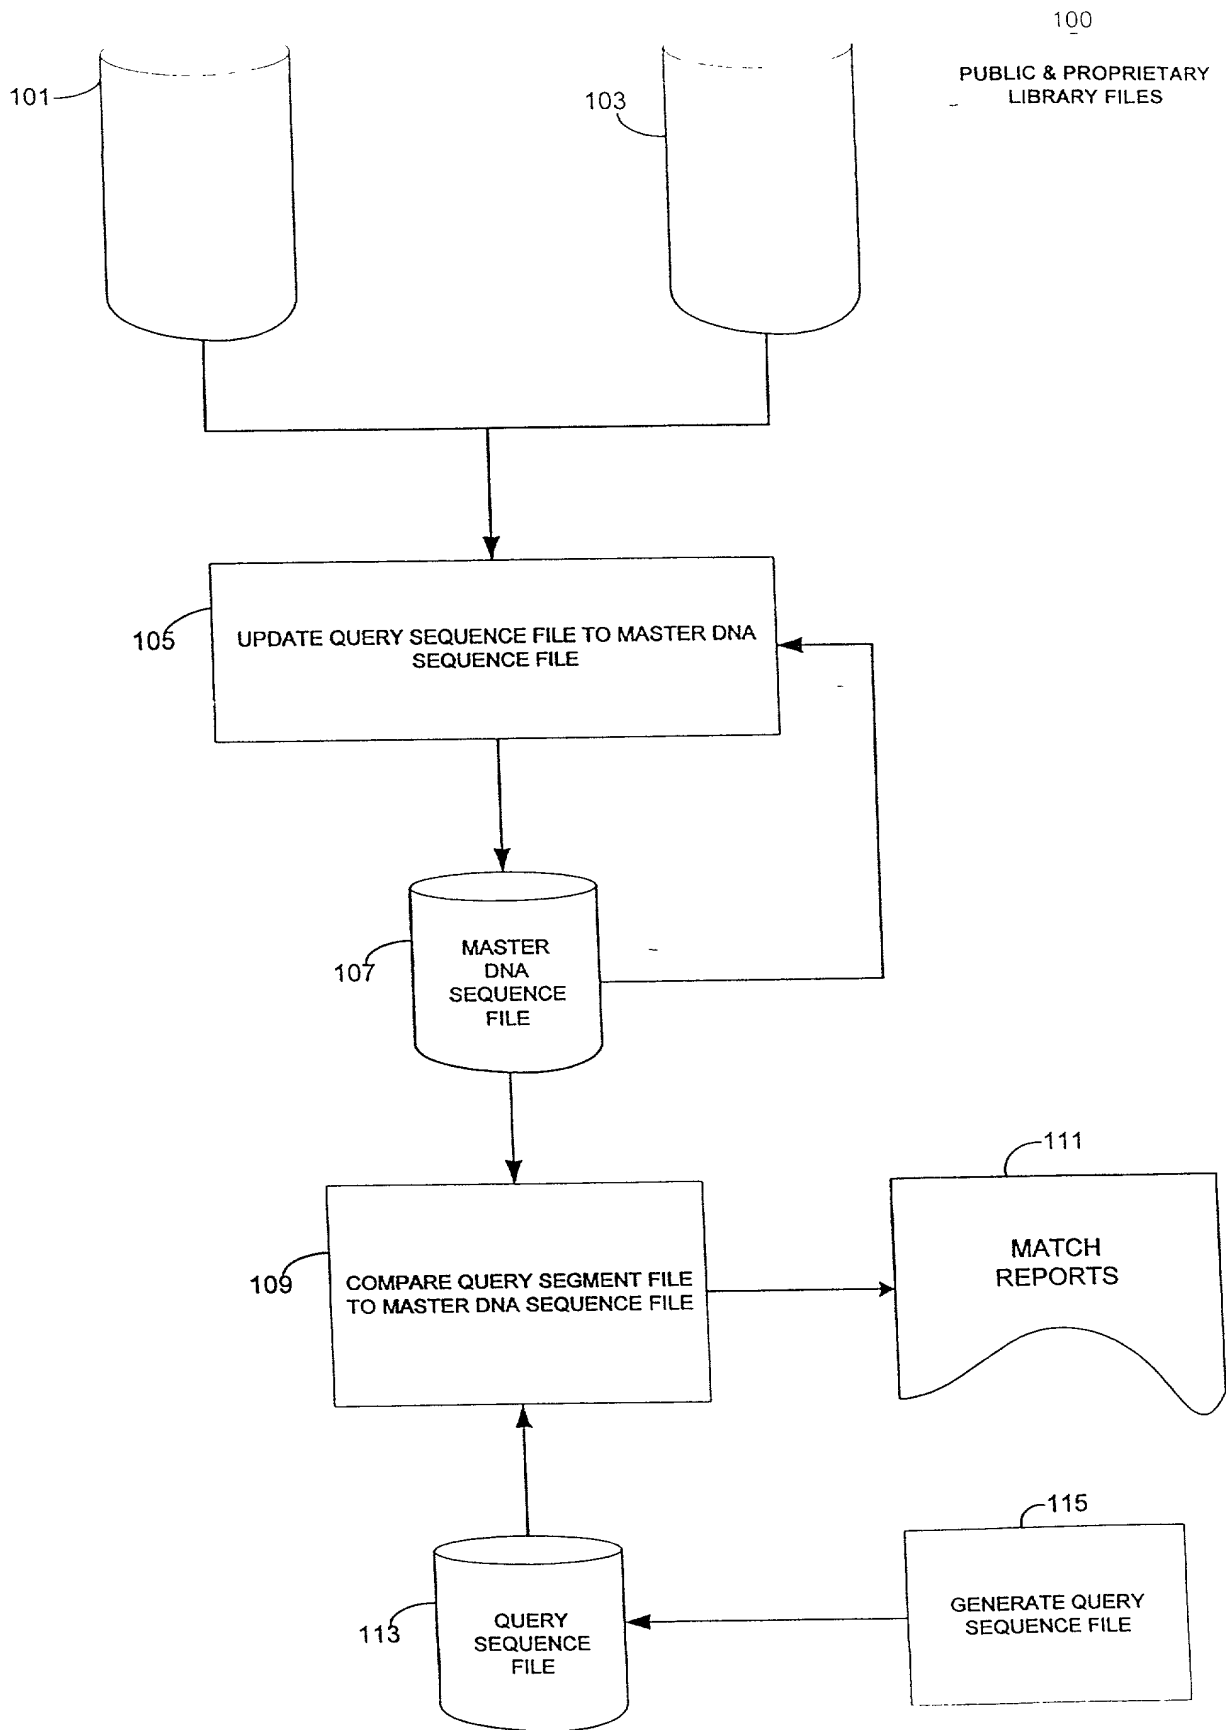 100
PUBLIC & PROPRIETARY
LIBRARY FILES
101
103
105
UPDATE QUERY SEQUENCE FILE TO MASTER DNA
SEQUENCE FILE
107
MASTER
DNA
SEQUENCE
FILE
109
COMPARE QUERY SEGMENT FILE
TO MASTER DNA SEQUENCE FILE
111
MATCH
REPORTS
113
QUERY
SEQUENCE
FILE
115
GENERATE QUERY
SEQUENCE FILE